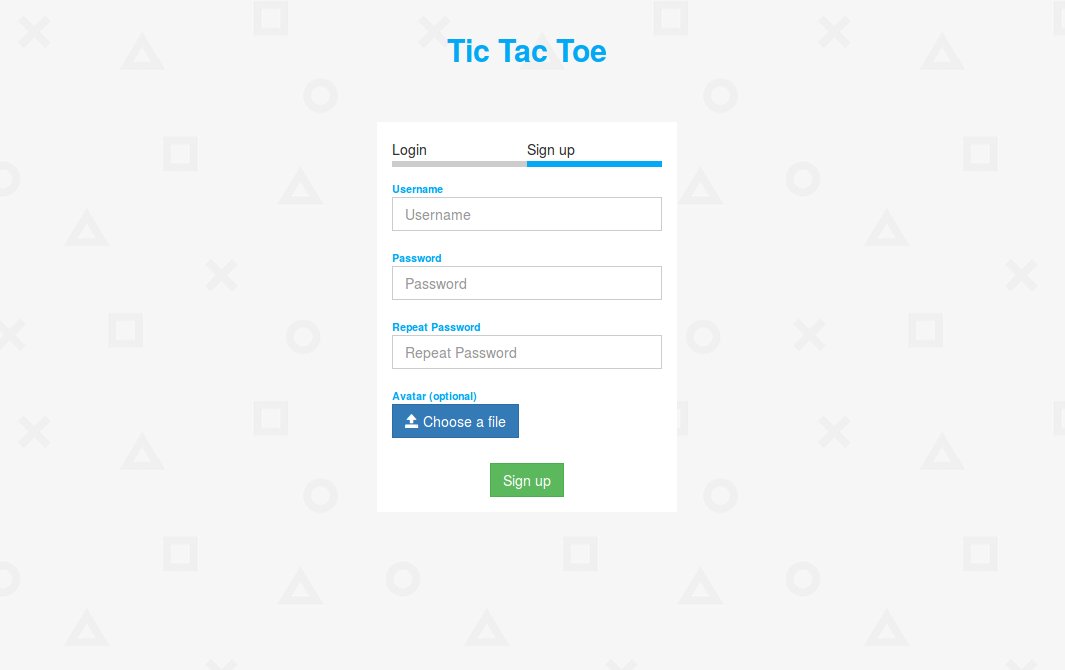 Tic Tac Toe
Login Sign up
Username
Username
Password
Password
Repeat Password
Repeat Password
Avatar (optional)
Choose a file
Sign up